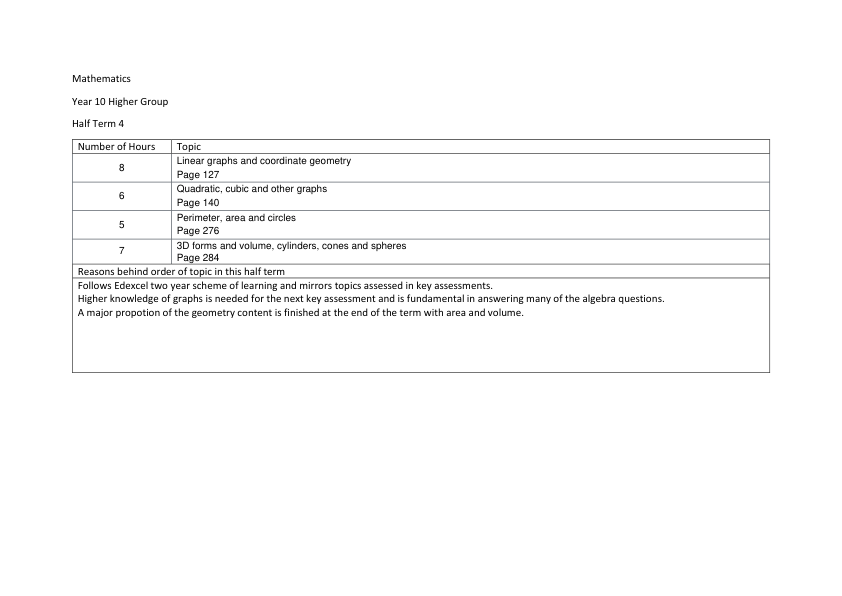 Mathematics
Year 10 Higher Group
Half Term 4
Number of Hours Topic
8
Linear graphs and coordinate geometry
Page 127
6
Quadratic, cubic and other graphs
Page 140
5
Perimeter, area and circles
Page 276
7
3D forms and volume, cylinders, cones and spheres
Page 284
Reasons behind order of topic in this half term
Follows Edexcel two year scheme of learning and mirrors topics assessed in key assessments.
Higher knowledge of graphs is needed for the next key assessment and is fundamental in answering many of the algebra questions.
A major propotion of the geometry content is finished at the end of the term with area and volume.